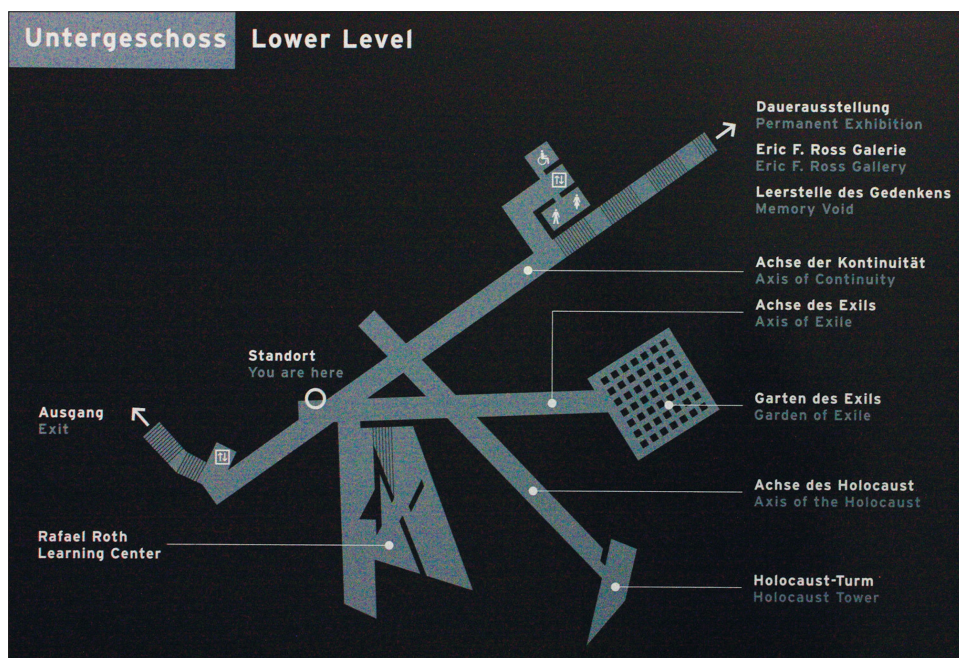 Untergeschoss Lower Level
Dauerausstellung
Permanent Exhibition
Eric F. Ross Galerie
Eric F. Ross Gallery
Leerstelle des Gedenkens
Memory Void
Achse der Kontinuität
Axis of Continuity
Achse des Exils
Axis of Exile
Standort
You are here
Garten des Exils
Garden of Exile
Ausgang
Exit
Achse des Holocaust
Axis of the Holocaust
Rafael Roth
Learning Center
Holocaust-Turm
Holocaust Tower